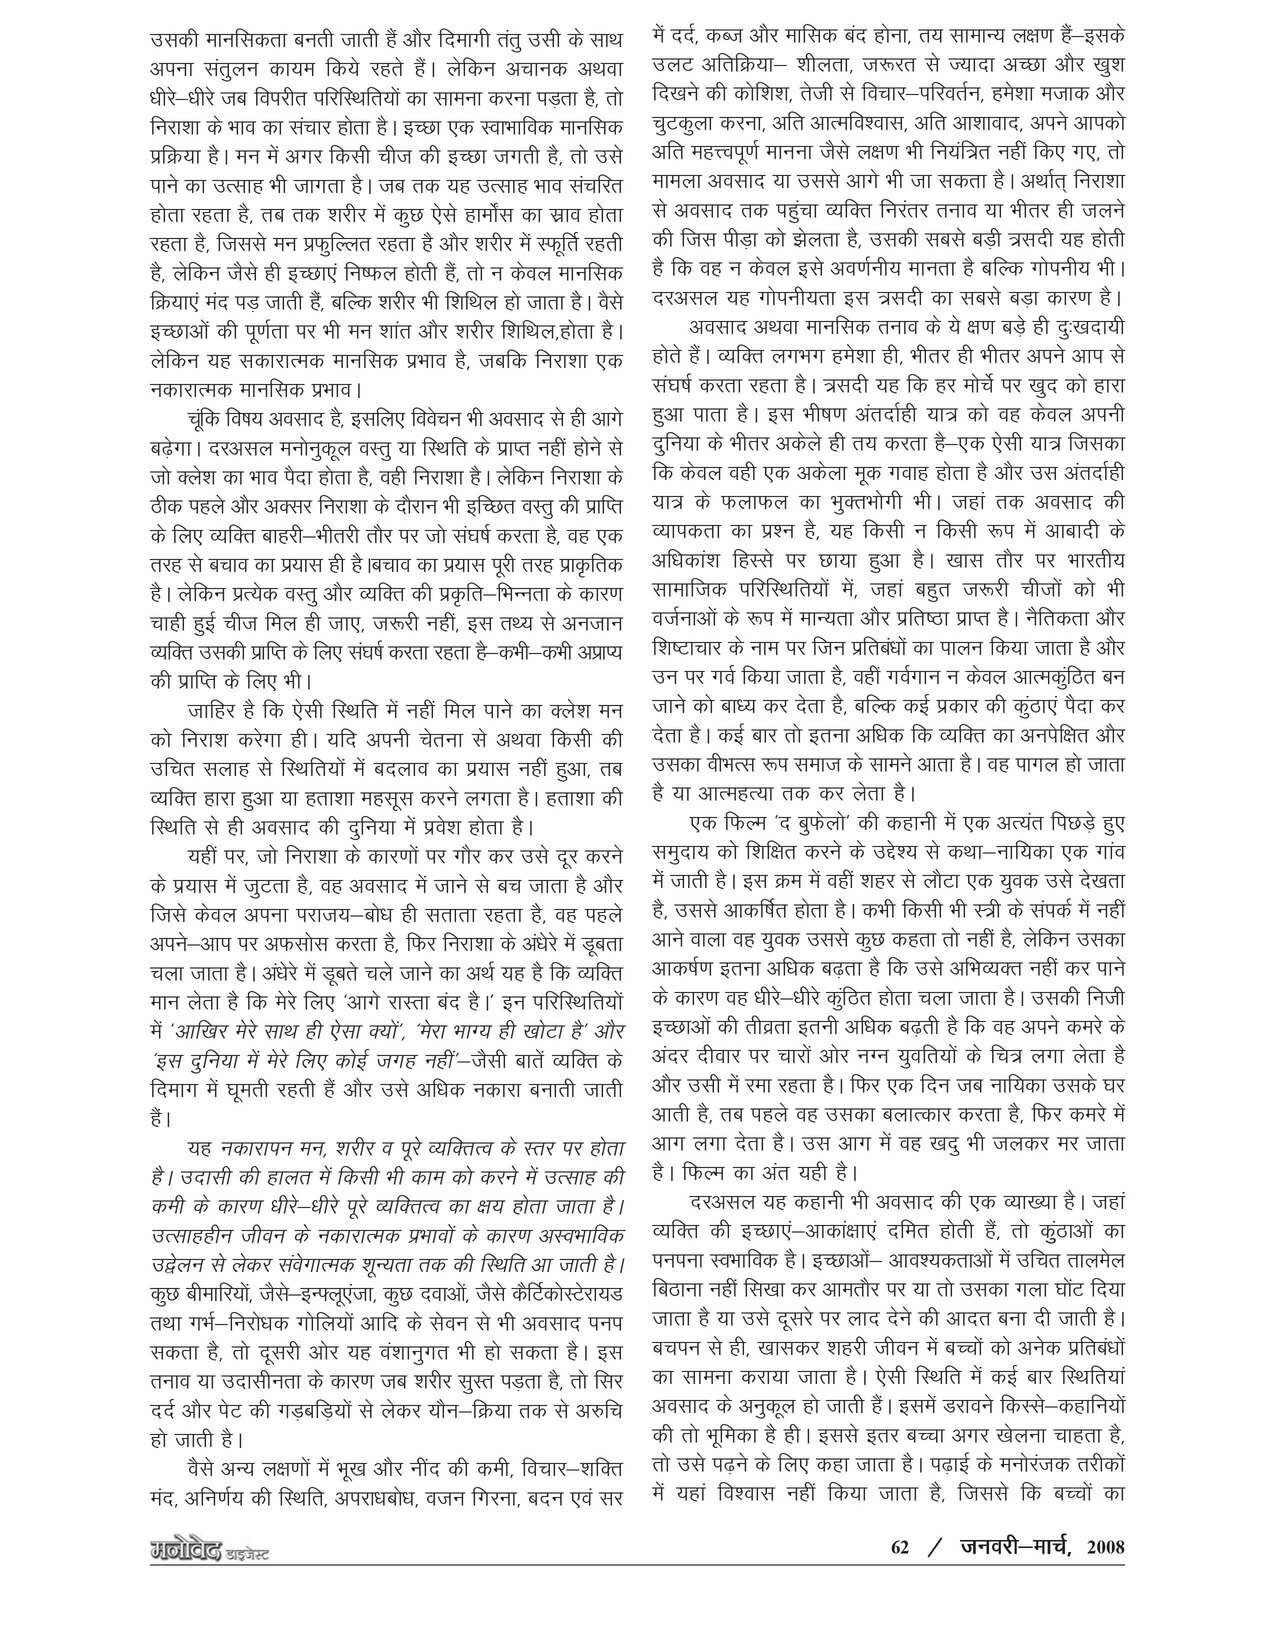 उसकी मानसिकता बनती जाती हैं और दिमागी तंतु उसी के साथ
अपना संतुलन कायम किये रहते हैं। लेकिन अचानक अथवा
धीरे–धीरे जब विपरीत परिस्थितियों का सामना करना पड़ता है, तो
निराशा के भाव का संचार होता है। इच्छा एक स्वाभाविक मानसिक
प्रक्रिया है। मन में अगर किसी चीज की इच्छा जगती है, तो उसे
पाने का उत्साह भी जागता है। जब तक यह उत्साह भाव संचरित
होता रहता है, तब तक शरीर में कुछ ऐसे हार्मोंस का स्राव होता
रहता है, जिससे मन प्रफुल्लित रहता है और शरीर में स्फूर्ति रहती
है, लेकिन जैसे ही इच्छाएं निष्फल होती हैं, तो न केवल मानसिक
क्रियाएं मंद पड़ जाती हैं, बल्कि शरीर भी शिथिल हो जाता है। वैसे
इच्छाओं की पूर्णता पर भी मन शांत और शरीर शिथिल,होता है।
लेकिन यह सकारात्मक मानसिक प्रभाव है, जबकि निराशा एक
नकारात्मक मानसिक प्रभाव।
चूंकि विषय अवसाद है, इसलिए विवेचन भी अवसाद से ही आगे
बढ़ेगा। दरअसल मनोनुकूल वस्तु या स्थिति के प्राप्त नहीं होने से
जो क्लेश का भाव पैदा होता है, वही निराशा है। लेकिन निराशा के
ठीक पहले और अक्सर निराशा के दौरान भी इच्छित वस्तु की प्राप्ति
के लिए व्यक्ति बाहरी–भीतरी तौर पर जो संघर्ष करता है, वह एक
तरह से बचाव का प्रयास ही है।बचाव का प्रयास पूरी तरह प्राकृतिक
है। लेकिन प्रत्येक वस्तु और व्यक्ति की प्रकृति–भिन्नता के कारण
चाही हुई चीज मिल ही जाए, जरूरी नहीं, इस तथ्य से अनजान
व्यक्ति उसकी प्राप्ति के लिए संघर्ष करता रहता है–कभी–कभी अप्राप्य
की प्राप्ति के लिए भी।
जाहिर है कि ऐसी स्थिति में नहीं मिल पाने का क्लेश मन
को निराश करेगा ही। यदि अपनी चेतना से अथवा किसी की
उचित सलाह से स्थितियों में बदलाव का प्रयास नहीं हुआ, तब
व्यक्ति हारा हुआ या हताशा महसूस करने लगता है। हताशा की
स्थिति से ही अवसाद की दुनिया में प्रवेश होता है।
यहीं पर, जो निराशा के कारणों पर गौर कर उसे दूर करने
के प्रयास में जुटता है, वह अवसाद में जाने से बच जाता है और
जिसे केवल अपना पराजय–बोध ही सताता रहता है, वह पहले
अपने–आप पर अफसोस करता है, फिर निराशा के अंधेरे में डूबता
चला जाता है। अंधेरे में डूबते चले जाने का अर्थ यह है कि व्यक्ति
मान लेता है कि मेरे लिए 'आगे रास्ता बंद है।' इन परिस्थितियों
में 'आखिर मेरे साथ ही ऐसा क्यों', 'मेरा भाग्य ही खोटा है' और
'इस दुनिया में मेरे लिए कोई जगह नहीं'–जैसी बातें व्यक्ति के
दिमाग में घूमती रहती हैं और उसे अधिक नकारा बनाती जाती
हैं।
यह नकारापन मन, शरीर व पूरे व्यक्तित्व के स्तर पर होता
है। उदासी की हालत में किसी भी काम को करने में उत्साह की
कमी के कारण धीरे–धीरे पूरे व्यक्तित्व का क्षय होता जाता है।
उत्साहहीन जीवन के नकारात्मक प्रभावों के कारण अस्वभाविक
उद्वेलन से लेकर संवेगात्मक शून्यता तक की स्थिति आ जाती है।
कुछ बीमारियों, जैसे–इन्फ्लूएंजा, कुछ दवाओं, जैसे कैर्टिकोस्टेरायड
तथा गर्भ–निरोधक गोलियों आदि के सेवन से भी अवसाद पनप
सकता है, तो दूसरी ओर यह वंशानुगत भी हो सकता है। इस
तनाव या उदासीनता के कारण जब शरीर सुस्त पड़ता है, तो सिर
दर्द और पेट की गड़बड़ियों से लेकर यौन–क्रिया तक से अरुचि
हो जाती है।
वैसे अन्य लक्षणों में भूख और नींद की कमी, विचार–शक्ति
मंद, अनिर्णय की स्थिति, अपराधबोध, वजन गिरना, बदन एवं सर
में दर्द, कब्ज और मासिक बंद होना, तय सामान्य लक्षण हैं–इसके
उलट अतिक्रिया– शीलता, जरूरत से ज्यादा अच्छा और खुश
दिखने की कोशिश, तेजी से विचार–परिवर्तन, हमेशा मजाक और
चुटकुला करना, अति आत्मविश्वास, अति आशावाद, अपने आपको
अति महत्त्वपूर्ण मानना जैसे लक्षण भी नियंत्रित नहीं किए गए, तो
मामला अवसाद या उससे आगे भी जा सकता है। अर्थात् निराशा
से अवसाद तक पहुंचा व्यक्ति निरंतर तनाव या भीतर ही जलने
की जिस पीड़ा को झेलता है, उसकी सबसे बड़ी त्रसदी यह होती
है कि वह न केवल इसे अवर्णनीय मानता है बल्कि गोपनीय भी।
दरअसल यह गोपनीयता इस त्रसदी का सबसे बड़ा कारण है।
अवसाद अथवा मानसिक तनाव के ये क्षण बड़े ही दुःखदायी
होते हैं। व्यक्ति लगभग हमेशा ही, भीतर ही भीतर अपने आप से
संघर्ष करता रहता है। त्रसदी यह कि हर मोर्चे पर खुद को हारा
हुआ पाता है। इस भीषण अंतर्दाही यात्र को वह केवल अपनी
दुनिया के भीतर अकेले ही तय करता है–एक ऐसी यात्र जिसका
कि केवल वही एक अकेला मूक गवाह होता है और उस अंतर्दाही
यात्र के फलाफल का भुक्तभोगी भी। जहां तक अवसाद की
व्यापकता का प्रश्न है, यह किसी न किसी रूप में आबादी के
अधिकांश हिस्से पर छाया हुआ है। खास तौर पर भारतीय
सामाजिक परिस्थितियों में, जहां बहुत जरूरी चीजों को भी
वर्जनाओं के रूप में मान्यता और प्रतिष्ठा प्राप्त है। नैतिकता और
शिष्टाचार के नाम पर जिन प्रतिबंधों का पालन किया जाता है और
उन पर गर्व किया जाता है, वहीं गर्वगान न केवल आत्मकुंठित बन
जाने को बाध्य कर देता है, बल्कि कई प्रकार की कुंठाएं पैदा कर
देता है। कई बार तो इतना अधिक कि व्यक्ति का अनपेक्षित और
उसका वीभत्स रूप समाज के सामने आता है। वह पागल हो जाता
है या आत्महत्या तक कर लेता है।
एक फिल्म 'द बुफेलो' की कहानी में एक अत्यंत पिछड़े हुए
समुदाय को शिक्षित करने के उद्देश्य से कथा–नायिका एक गांव
में जाती है। इस क्रम में वहीं शहर से लौटा एक युवक उसे देखता
है, उससे आकर्षित होता है। कभी किसी भी स्त्री के संपर्क में नहीं
आने वाला वह युवक उससे कुछ कहता तो नहीं है, लेकिन उसका
आकर्षण इतना अधिक बढ़ता है कि उसे अभिव्यक्त नहीं कर पाने
के कारण वह धीरे–धीरे कुंठित होता चला जाता है। उसकी निजी
इच्छाओं की तीव्रता इतनी अधिक बढ़ती है कि वह अपने कमरे के
अंदर दीवार पर चारों ओर नग्न युवतियों के चित्र लगा लेता है
और उसी में रमा रहता है। फिर एक दिन जब नायिका उसके घर
आती है, तब पहले वह उसका बलात्कार करता है, फिर कमरे में
आग लगा देता है। उस आग में वह खदु भी जलकर मर जाता
है। फिल्म का अंत यही है।
दरअसल यह कहानी भी अवसाद की एक व्याख्या है। जहां
व्यक्ति की इच्छाएं–आकांक्षाएं दमित होती हैं, तो कुंठाओं का
पनपना स्वभाविक है। इच्छाओं– आवश्यकताओं में उचित तालमेल
बिठाना नहीं सिखा कर आमतौर पर या तो उसका गला घोंट दिया
जाता है या उसे दूसरे पर लाद देने की आदत बना दी जाती है।
बचपन से ही, खासकर शहरी जीवन में बच्चों को अनेक प्रतिबंधों
का सामना कराया जाता है। ऐसी स्थिति में कई बार स्थितियां
अवसाद के अनुकूल हो जाती हैं। इसमें डरावने किस्से–कहानियों
की तो भूमिका है ही। इससे इतर बच्चा अगर खेलना चाहता है,
तो उसे पढ़ने के लिए कहा जाता है। पढ़ाई के मनोरंजक तरीकों
में यहां विश्वास नहीं किया जाता है, जिससे कि बच्चों का
मनोवेद डाइजेस्ट
62 / जनवरी–मार्च, 2008